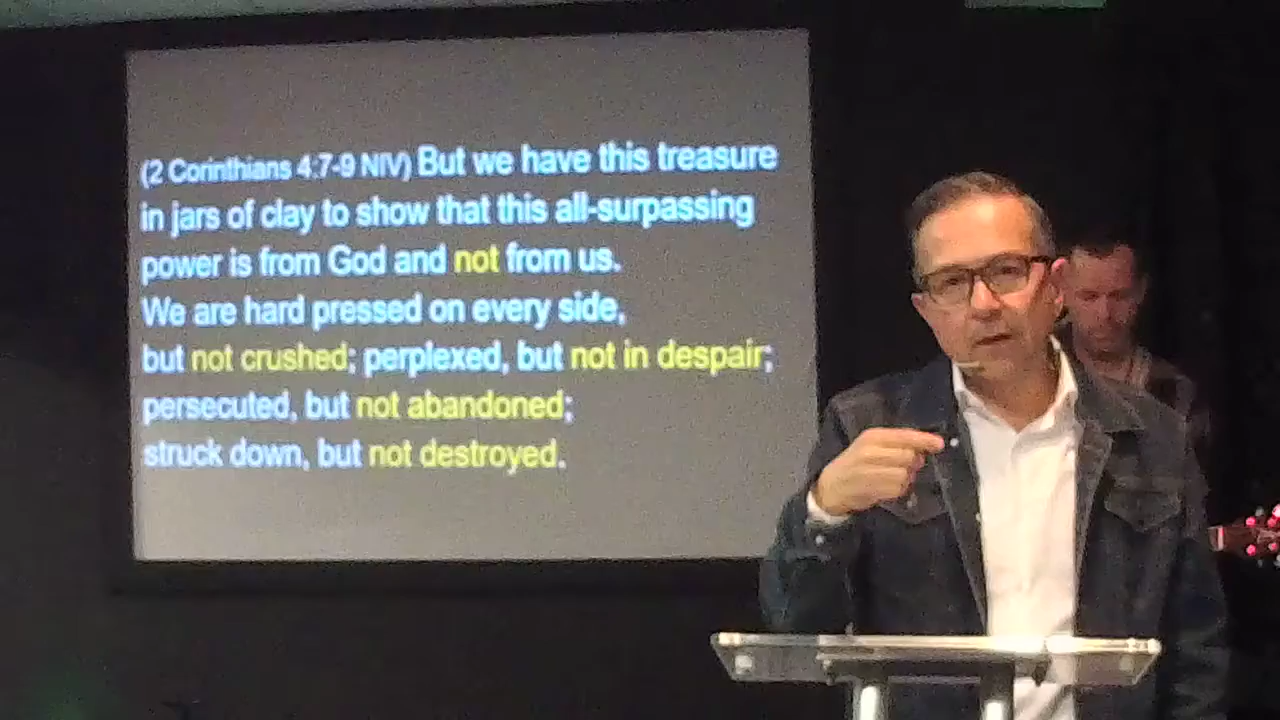 (2 Corinthians 4:7-9 NIV) But we have this treasure
in jars of clay to show that this all-surpassing
power is from God and not from us.
We are hard pressed on every side,
but not crushed; perplexed, but not in despair;
persecuted, but not abandoned;
struck down, but not destroyed.